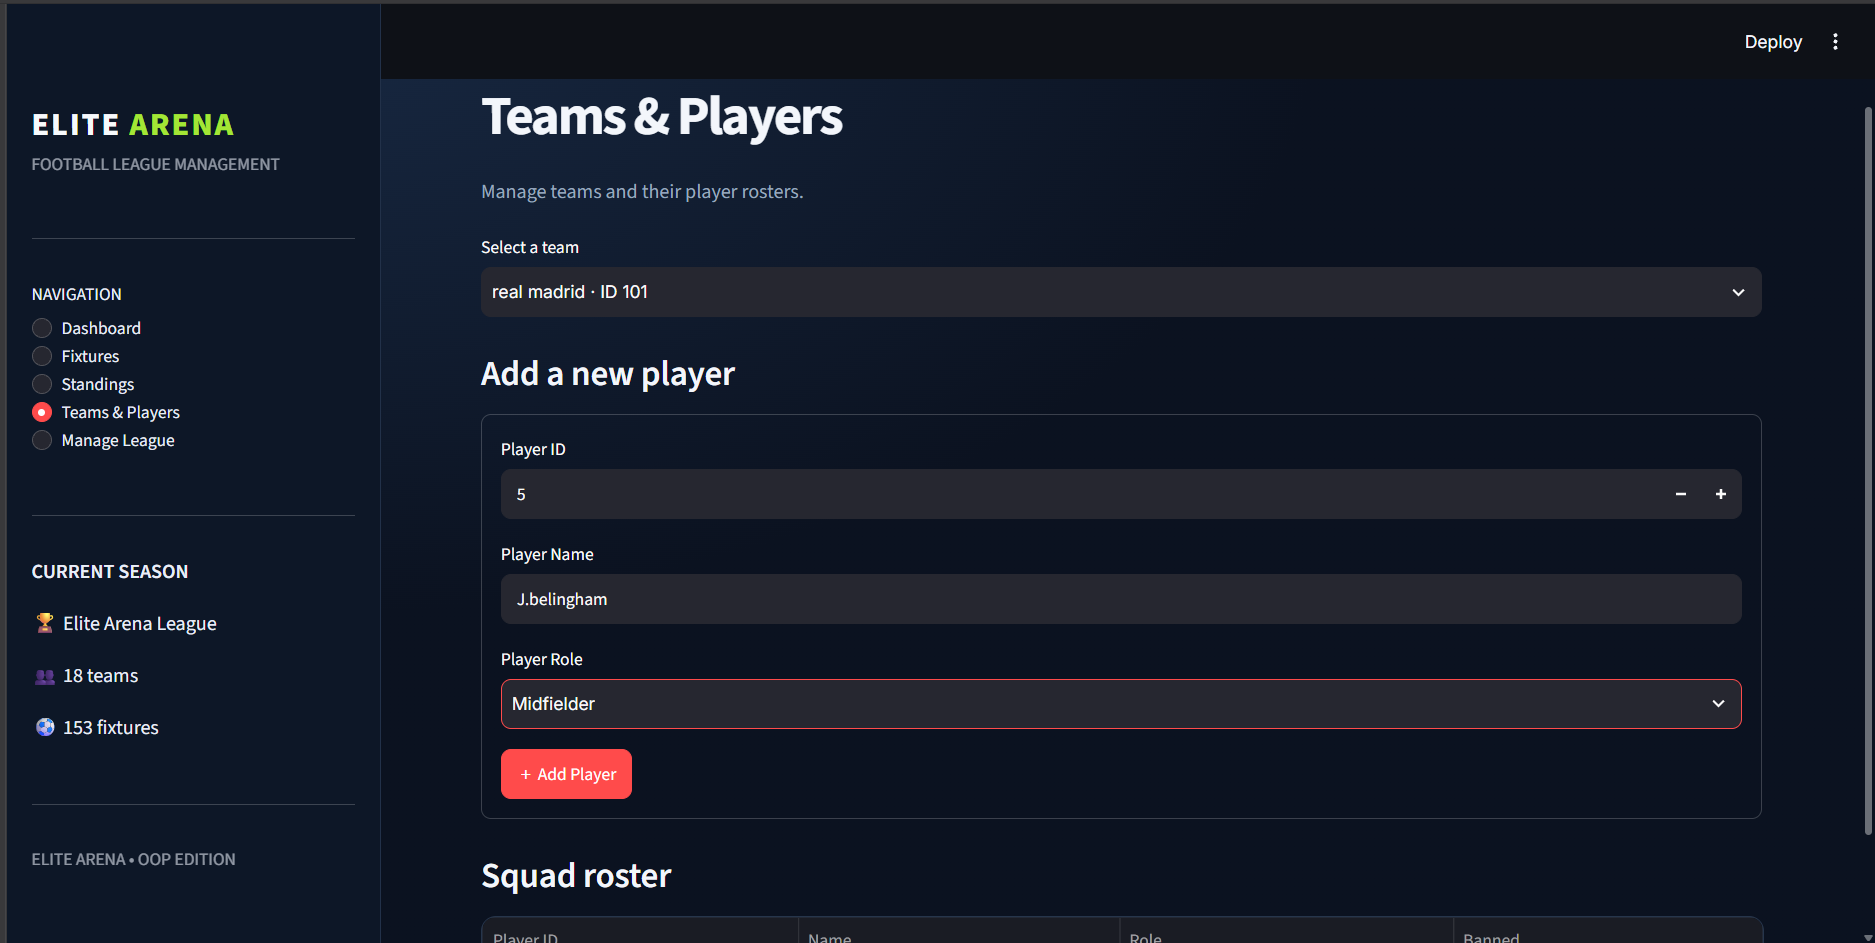 Deploy
ELITE ARENA
FOOTBALL LEAGUE MANAGEMENT
NAVIGATION
Dashboard
Fixtures
Standings
Teams & Players
Manage League
CURRENT SEASON
Elite Arena League
18 teams
153 fixtures
ELITE ARENA • OOP EDITION
Teams & Players
Manage teams and their player rosters.
Select a team
real madrid · ID 101
Add a new player
Player ID
5
Player Name
J.belingham
Player Role
Midfielder
+ Add Player
Squad roster
Player ID Name Role Banned